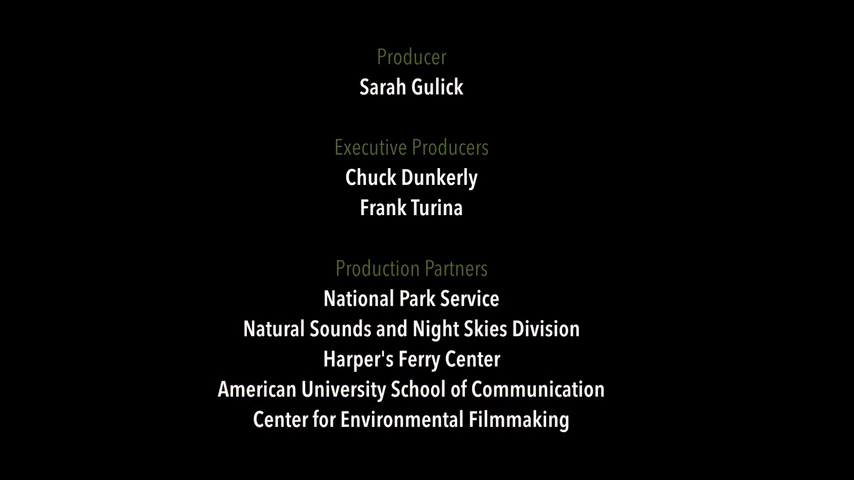 Producer
Sarah Gulick
Executive Producers
Chuck Dunkerly
Frank Turina
Production Partners
National Park Service
Natural Sounds and Night Skies Division
Harper's Ferry Center
American University School of Communication
Center for Environmental Filmmaking